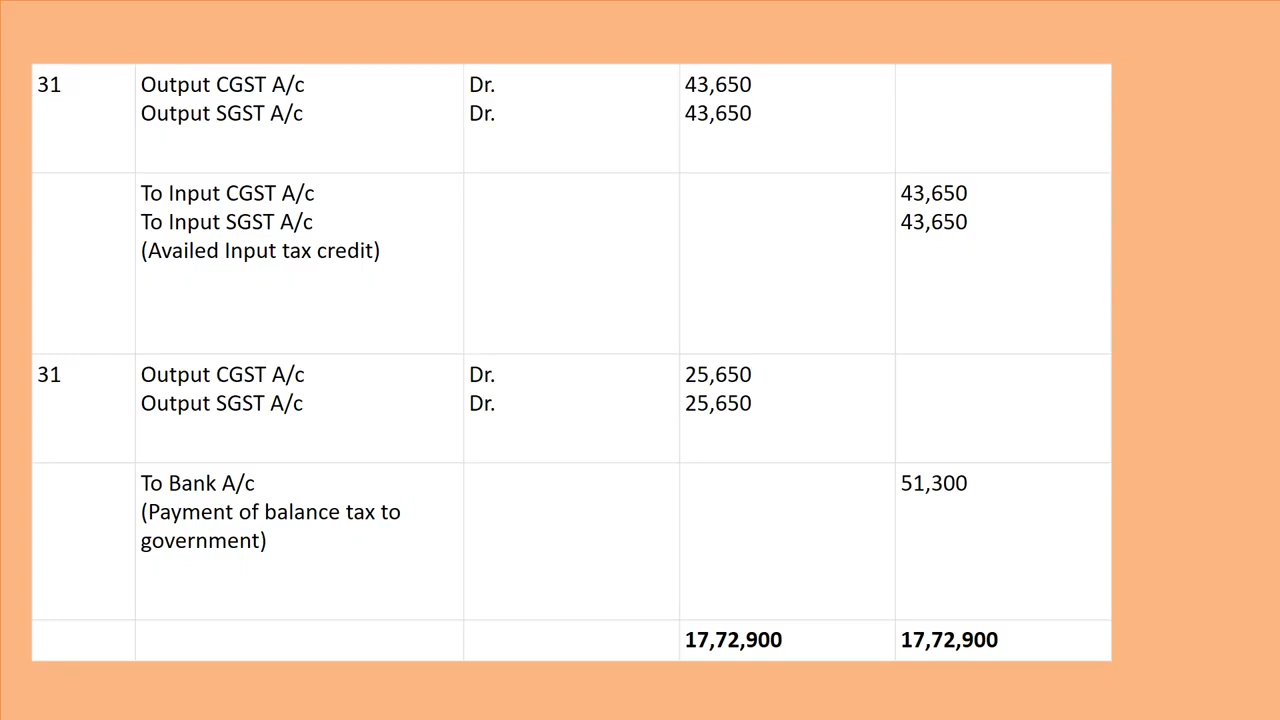 31 Output CGST A/c Dr. 43,650
Output SGST A/c Dr. 43,650
To Input CGST A/c 43,650
To Input SGST A/c 43,650
(Availed Input tax credit)
31 Output CGST A/c Dr. 25,650
Output SGST A/c Dr. 25,650
To Bank A/c 51,300
(Payment of balance tax to
government)
17,72,900 17,72,900